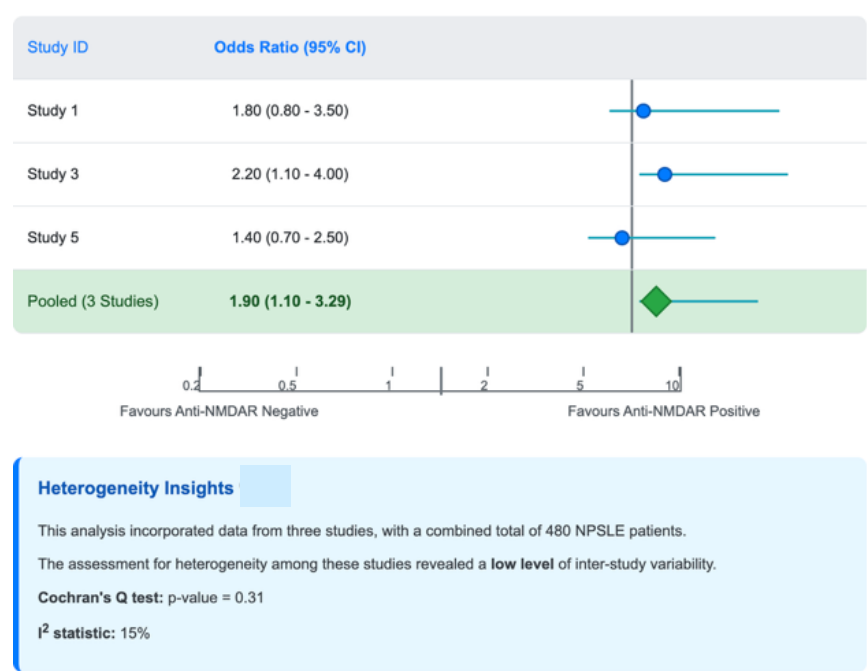 Study ID Odds Ratio (95% CI)
Study 1 1.80 (0.80 - 3.50)
Study 3 2.20 (1.10 - 4.00)
Study 5 1.40 (0.70 - 2.50)
Pooled (3 Studies) 1.90 (1.10 - 3.29)
0.2 0.5 1 2 5 10
Favours Anti-NMDAR Negative Favours Anti-NMDAR Positive
Heterogeneity Insights
This analysis incorporated data from three studies, with a combined total of 480 NPSLE patients.
The assessment for heterogeneity among these studies revealed a low level of inter-study variability.
Cochran's Q test: p-value = 0.31
I² statistic: 15%